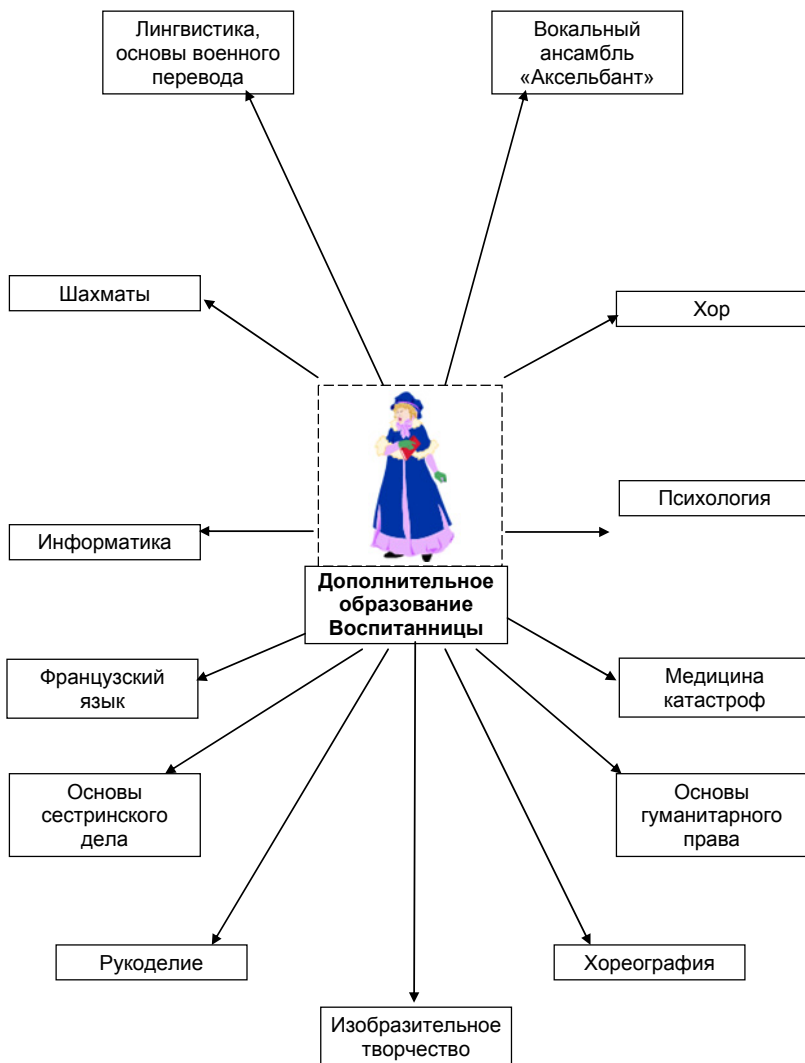 Лингвистика,
основы военного
перевода
Вокальный
ансамбль
«Аксельбант»
Шахматы
Хор
Информатика
Психология
Дополнительное
образование
Воспитанницы
Французский
язык
Медицина
катастроф
Основы
сестринского
дела
Основы
гуманитарного
права
Рукоделие
Хореография
Изобразительное
творчество